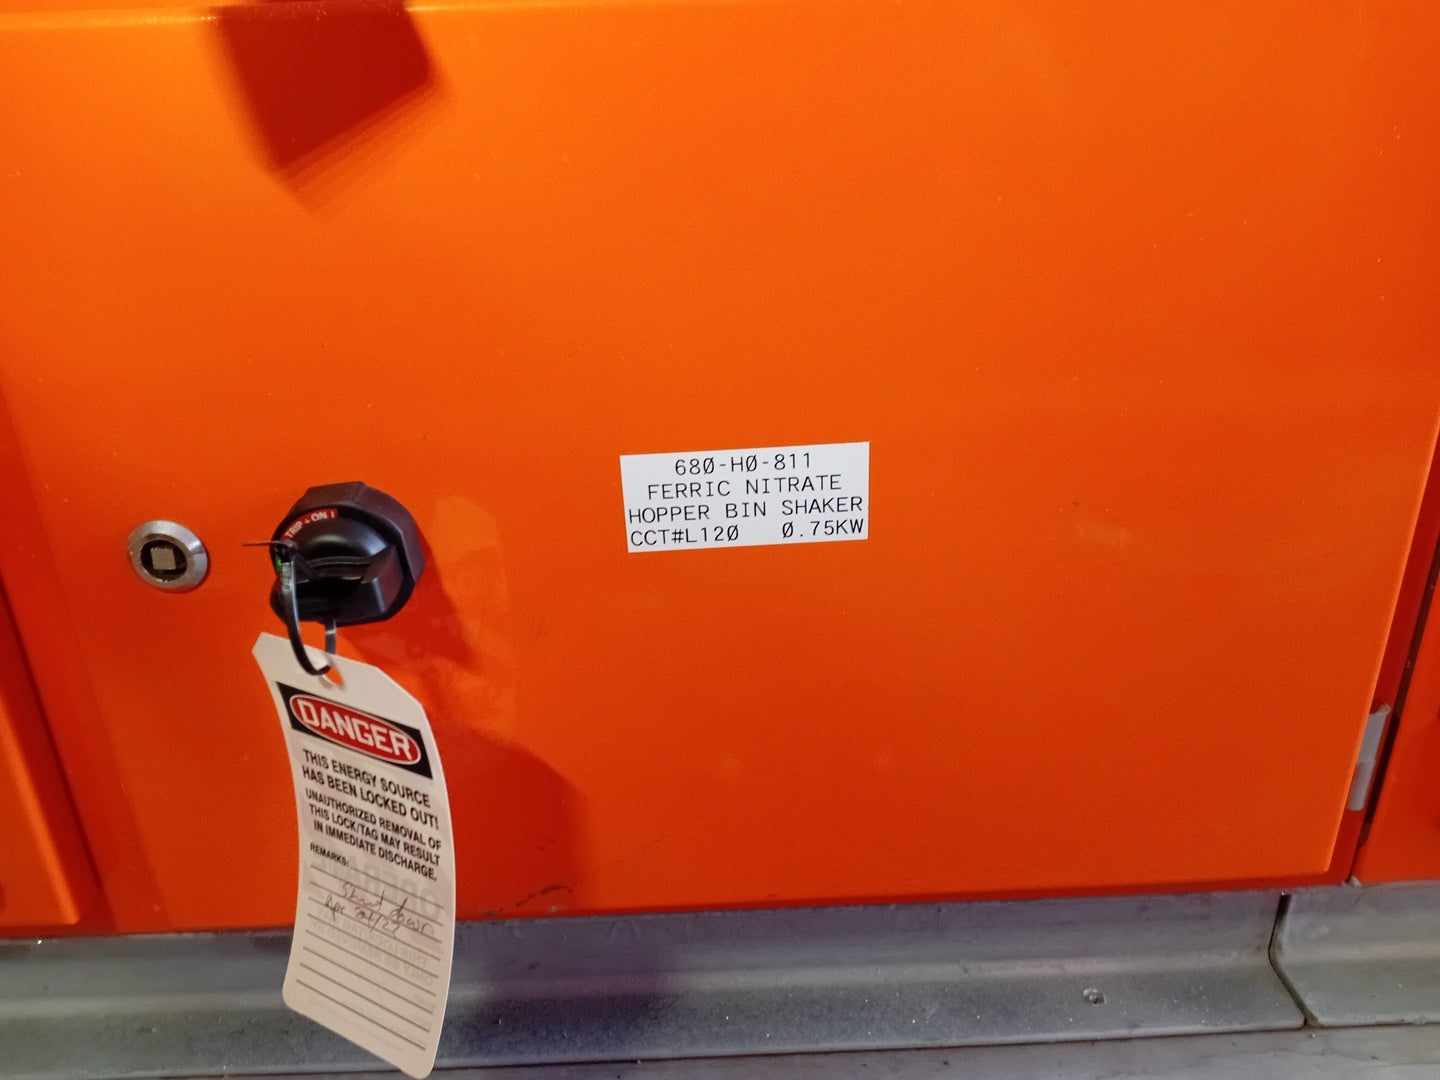 680-H0-811
FERRIC NITRATE
HOPPER BIN SHAKER
CCT#L120 0.75KW
TRIP + ON I
DANGER
THIS ENERGY SOURCE
HAS BEEN LOCKED OUT!
UNAUTHORIZED REMOVAL OF
THIS LOCK/TAG MAY RESULT
IN IMMEDIATE DISCHARGE.
REMARKS:
Shut down
Apr